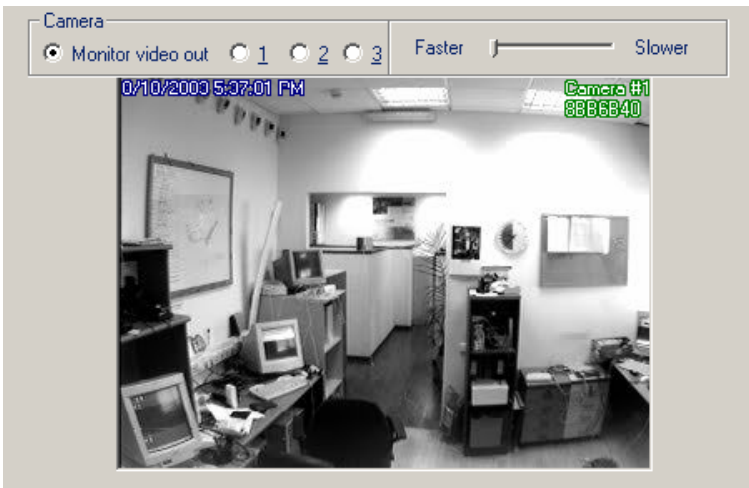 Camera
Monitor video out 1 2 3 Faster Slower
0/10/2003 5:37:01 PM Camera #1
8BB6B40